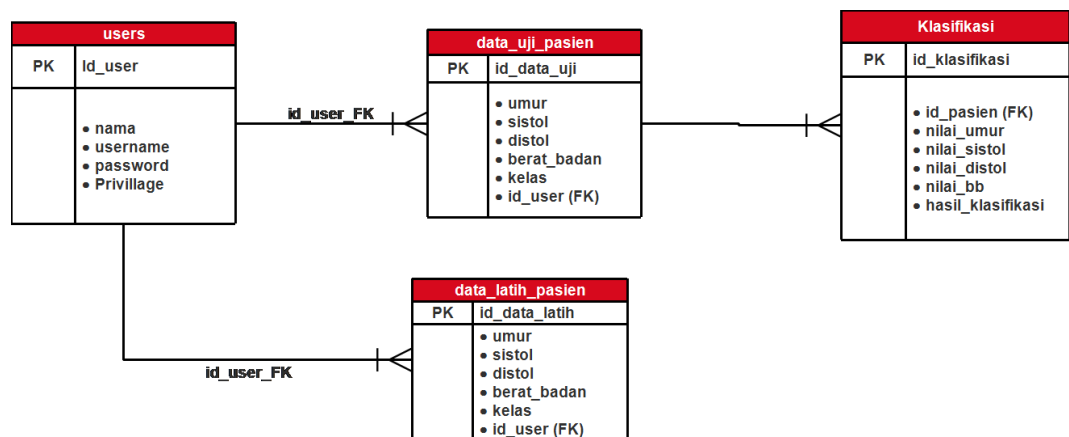 users
PK Id_user
• nama
• username
• password
• Privillage
id_user_FK
data_uji_pasien
PK id_data_uji
• umur
• sistol
• distol
• berat_badan
• kelas
• id_user (FK)
Klasifikasi
PK id_klasifikasi
• id_pasien (FK)
• nilai_umur
• nilai_sistol
• nilai_distol
• nilai_bb
• hasil_klasifikasi
id_user_FK
data_latih_pasien
PK id_data_latih
• umur
• sistol
• distol
• berat_badan
• kelas
• id_user (FK)